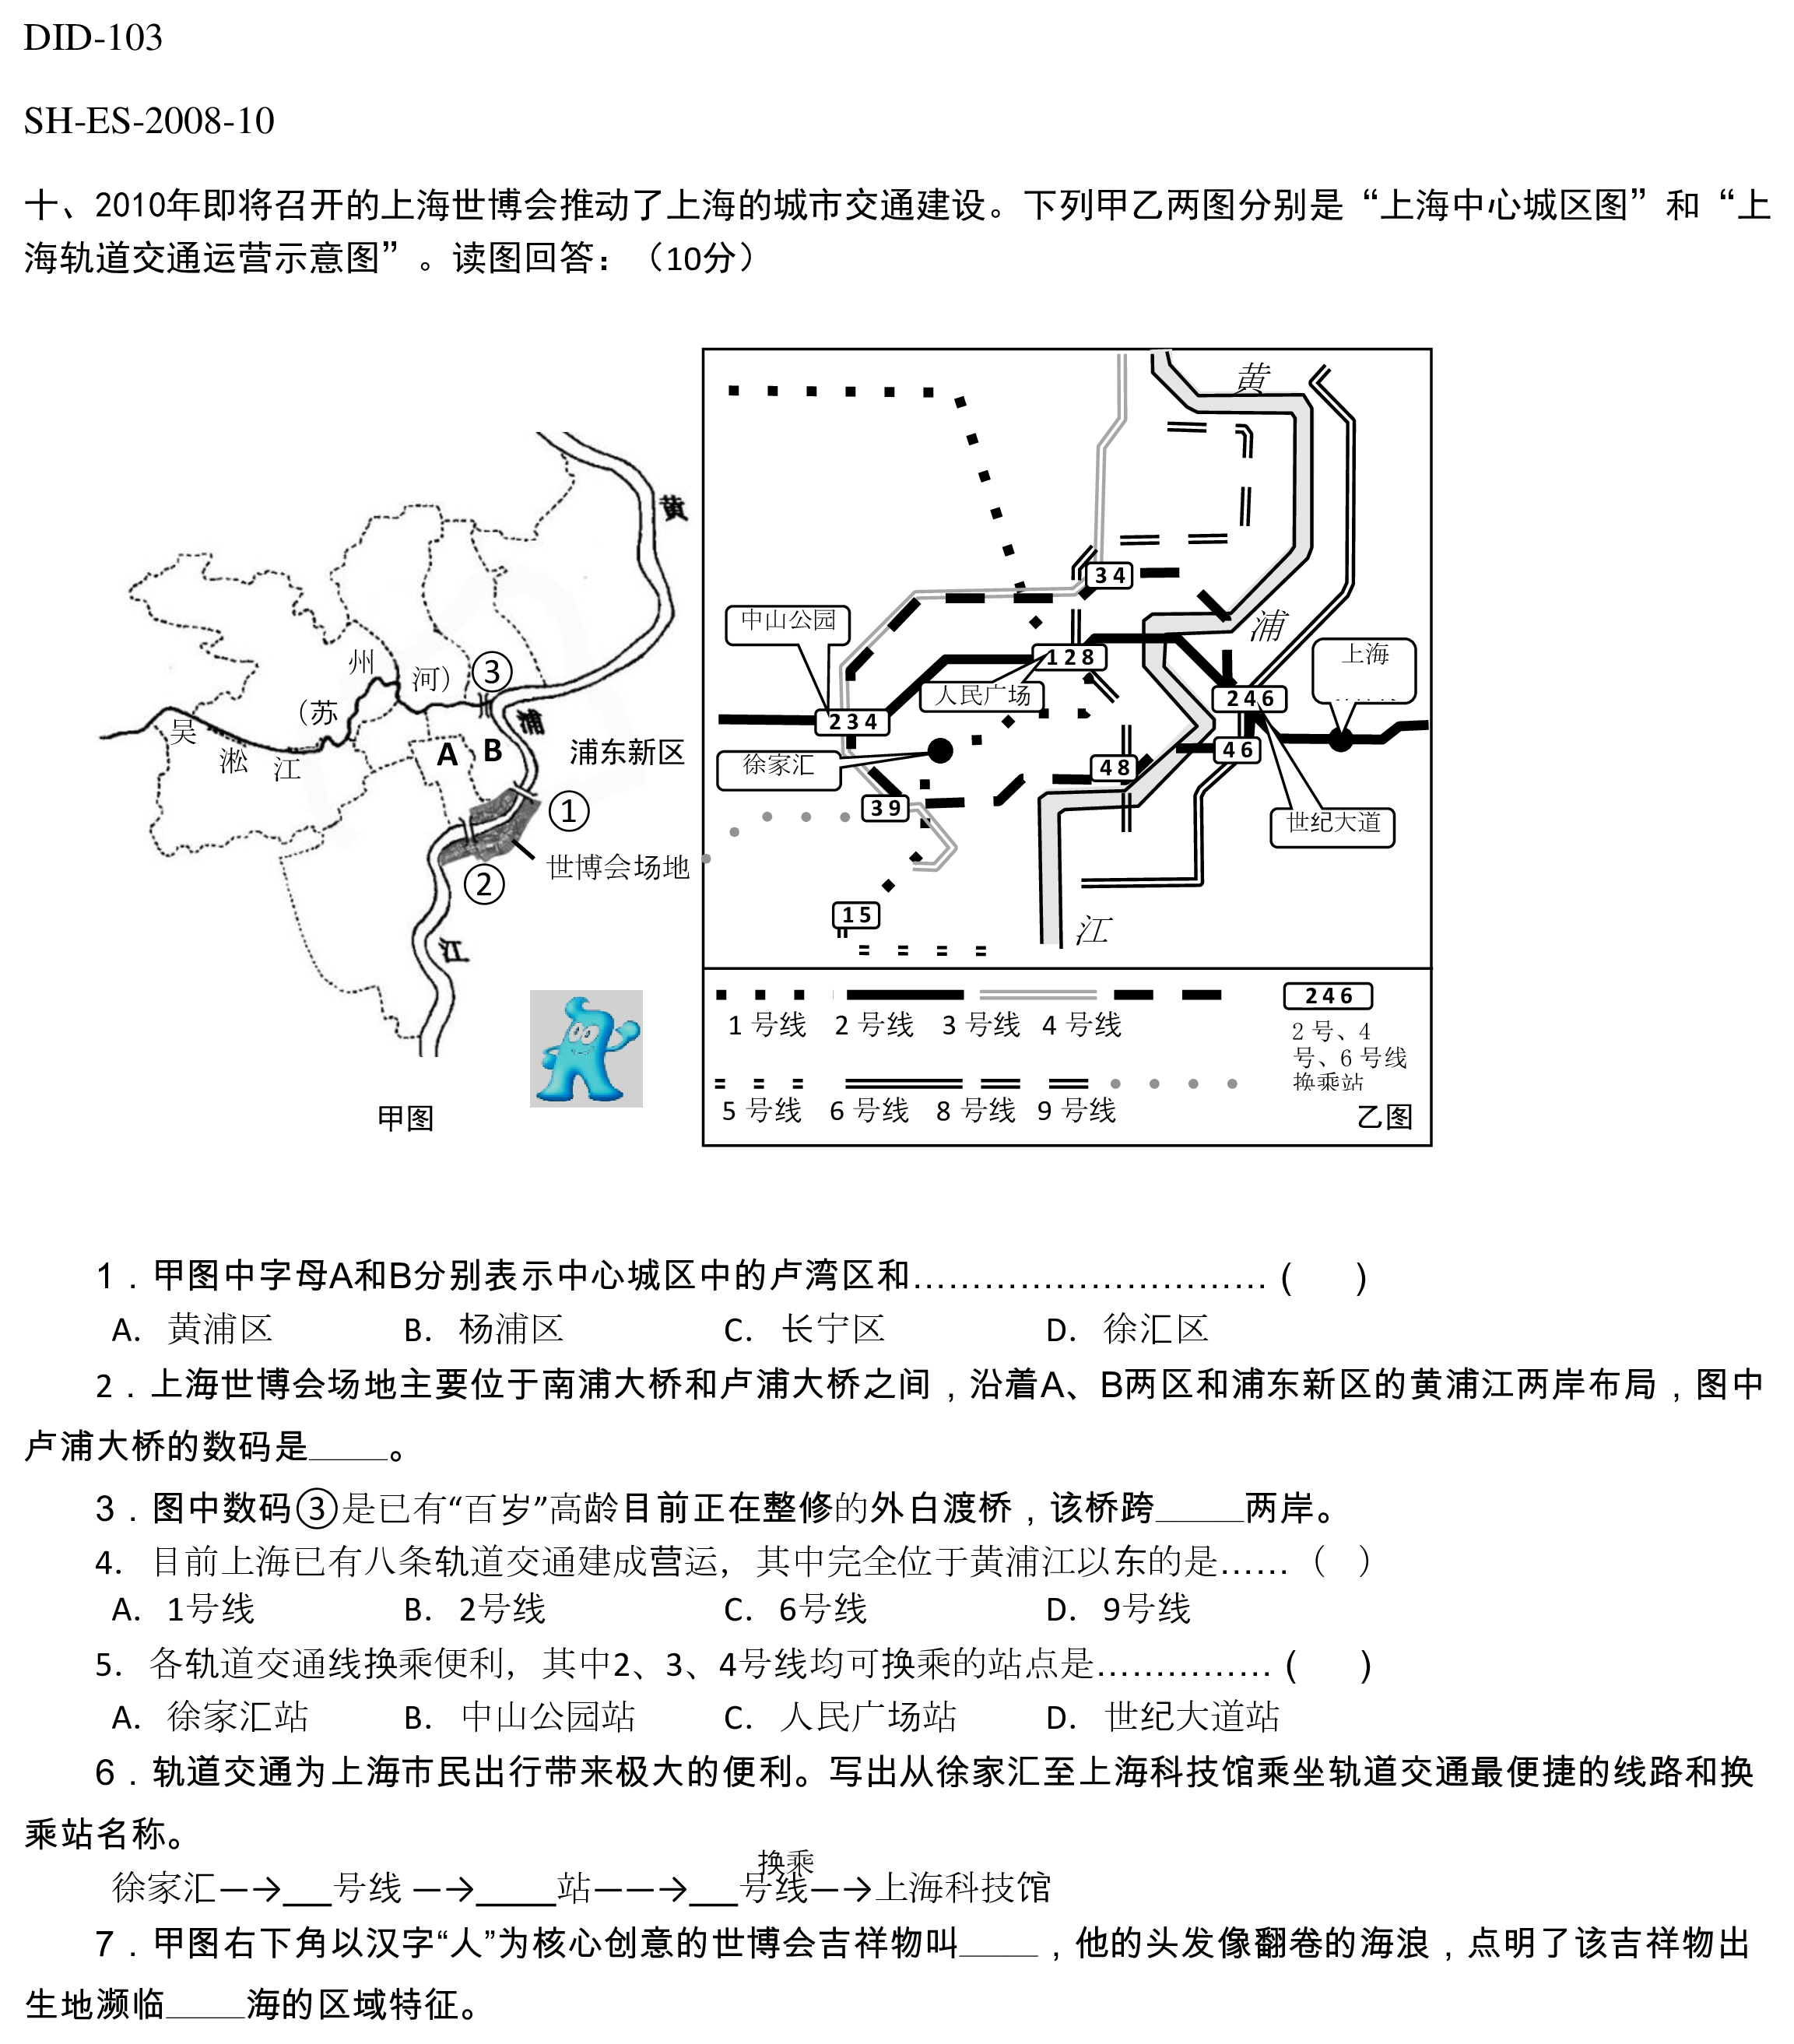 DID-103
SH-ES-2008-10
十、2010年即将召开的上海世博会推动了上海的城市交通建设。下列甲乙两图分别是“上海中心城区图”和“上
海轨道交通运营示意图”。读图回答：（10分）
黄
浦
江
州
河）
（苏
吴
淞
江
③
A
B
浦东新区
①
世博会场地
②
甲图
黄
浦
江
3 4
中山公园
1 2 8
人民广场
上海
2 4 6
2 3 4
徐家汇
4 8
4 6
3 9
世纪大道
1 5
1 号线 2 号线 3 号线 4 号线
5 号线 6 号线 8 号线 9 号线
2 4 6
2 号、4
号、6 号线
换乘站
乙图
1．甲图中字母A和B分别表示中心城区中的卢湾区和…………………………（ ）
A. 黄浦区 B. 杨浦区 C. 长宁区 D. 徐汇区
2．上海世博会场地主要位于南浦大桥和卢浦大桥之间，沿着A、B两区和浦东新区的黄浦江两岸布局，图中
卢浦大桥的数码是____。
3．图中数码③是已有“百岁”高龄目前正在整修的外白渡桥，该桥跨____两岸。
4. 目前上海已有八条轨道交通建成营运，其中完全位于黄浦江以东的是……（ ）
A. 1号线 B. 2号线 C. 6号线 D. 9号线
5. 各轨道交通线换乘便利，其中2、3、4号线均可换乘的站点是……………（ ）
A. 徐家汇站 B. 中山公园站 C. 人民广场站 D. 世纪大道站
6．轨道交通为上海市民出行带来极大的便利。写出从徐家汇至上海科技馆乘坐轨道交通最便捷的线路和换
乘站名称。
换乘
徐家汇—→___号线 —→_____站——→___号线—→上海科技馆
7．甲图右下角以汉字“人”为核心创意的世博会吉祥物叫____，他的头发像翻卷的海浪，点明了该吉祥物出
生地濒临____海的区域特征。